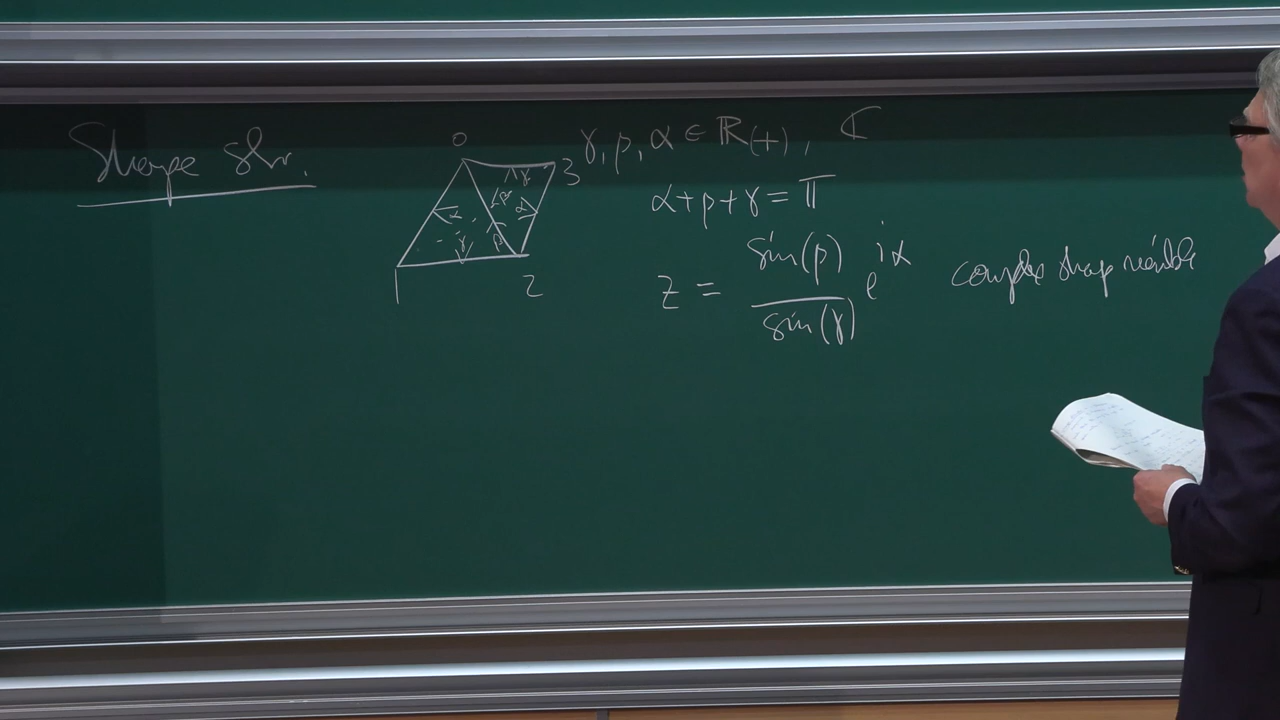 Shape Str.
0
3
1
2
α
γ
β
β
α
γ
γ, β, α ∈ ℝ(+), ℂ
α+β+γ = π
z = sin(β)/sin(γ) e^{iα} complex shape variable